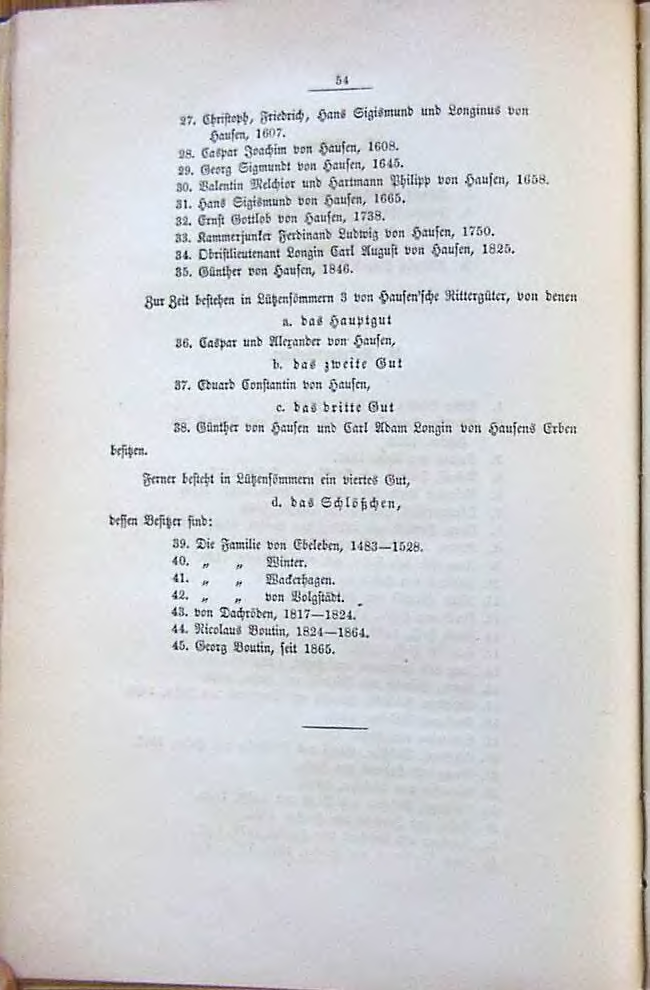 54
27. Christoph, Friedrich, Hans Sigismund und Longinus von
Hausen, 1607.
28. Caspar Joachim von Hausen, 1608.
29. Georg Sigmundt von Hausen, 1645.
30. Valentin Melchior und Hartmann Philipp von Hausen, 1658.
31. Hans Sigismund von Hausen, 1665.
32. Ernst Gottlob von Hausen, 1738.
33. Kammerjunker Ferdinand Ludwig von Hausen, 1750.
34. Obristlieutenant Longin Carl August von Hausen, 1825.
35. Günther von Hausen, 1846.
Zur Zeit bestehen in Lützensömmern 3 von Hausen'sche Rittergüter, von denen
a. das Hauptgut
36. Caspar und Alexander von Hausen,
b. das zweite Gut
37. Eduard Constantin von Hausen,
c. das dritte Gut
38. Günther von Hausen und Carl Adam Longin von Hausens Erben
besitzen.
Ferner besteht in Lützensömmern ein viertes Gut,
d. das Schlößchen,
dessen Besitzer sind:
39. Die Familie von Ebeleben, 1483—1528.
40. „ „ Winter.
41. „ „ Wackerhagen.
42. „ „ von Volgstädt.
43. von Dachröden, 1817—1824.
44. Nicolaus Boutin, 1824—1864.
45. Georg Boutin, seit 1865.